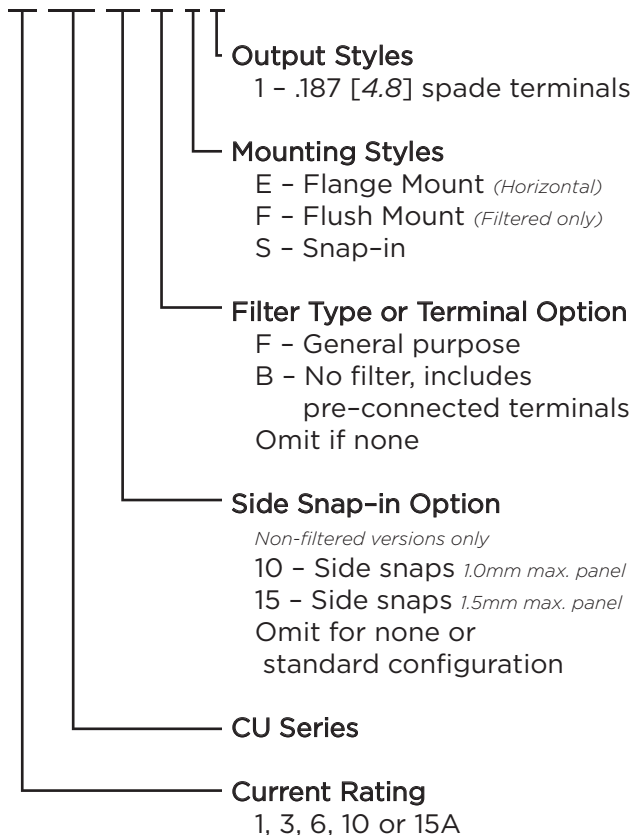 Output Styles
1 – .187 [4.8] spade terminals
Mounting Styles
E – Flange Mount (Horizontal)
F – Flush Mount (Filtered only)
S – Snap-in
Filter Type or Terminal Option
F – General purpose
B – No filter, includes
pre-connected terminals
Omit if none
Side Snap-in Option
Non-filtered versions only
10 – Side snaps 1.0mm max. panel
15 – Side snaps 1.5mm max. panel
Omit for none or
standard configuration
CU Series
Current Rating
1, 3, 6, 10 or 15A